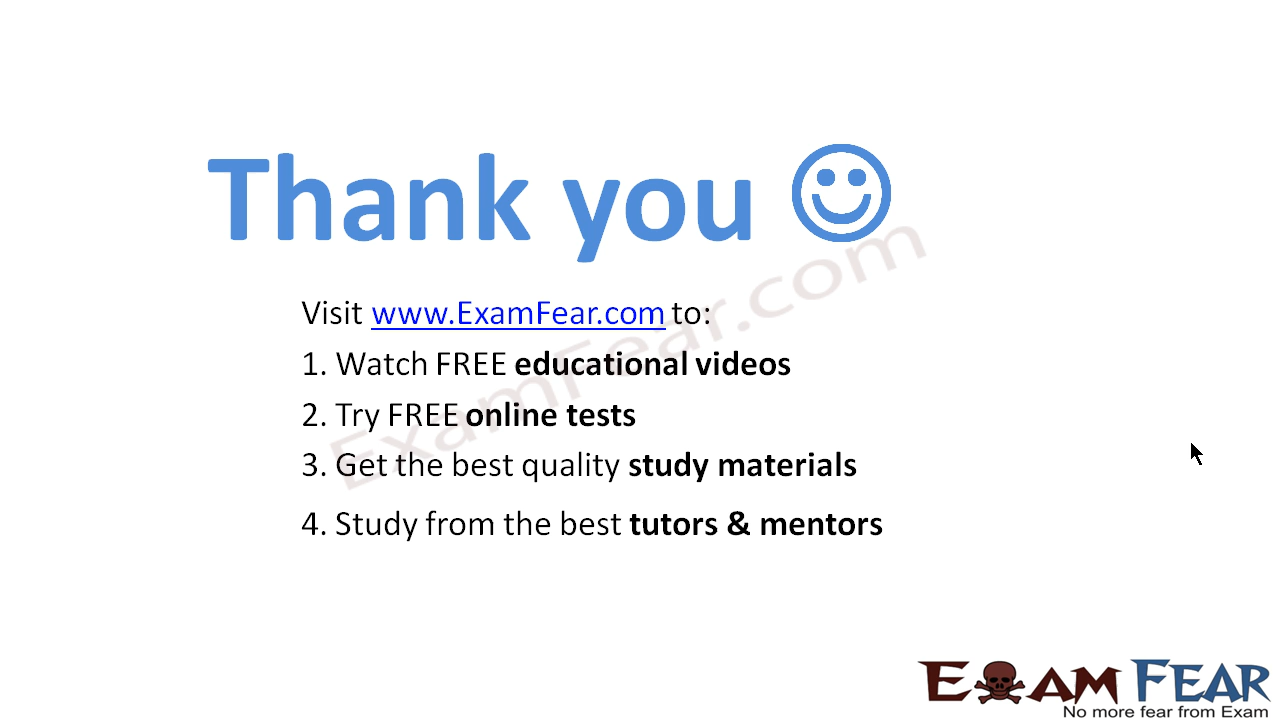 Thank you
Visit www.ExamFear.com to:
1. Watch FREE educational videos
2. Try FREE online tests
3. Get the best quality study materials
4. Study from the best tutors & mentors
ExamFear.com
EXAM FEAR
No more fear from Exam